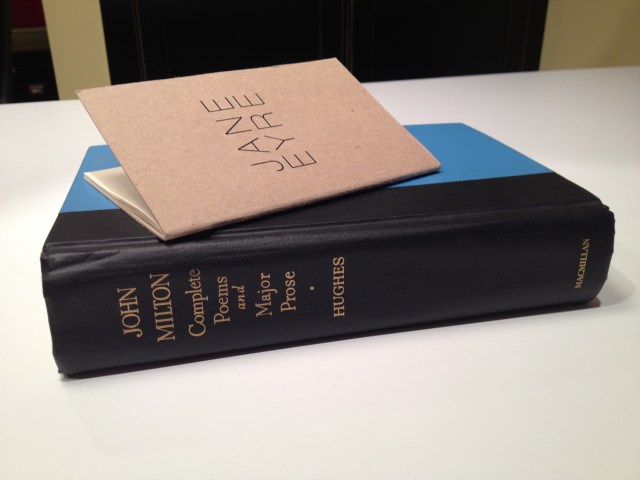 JANE
EYRE
JOHN
MILTON
Complete
Poems
and
Major
Prose
·
HUGHES
MACMILLAN